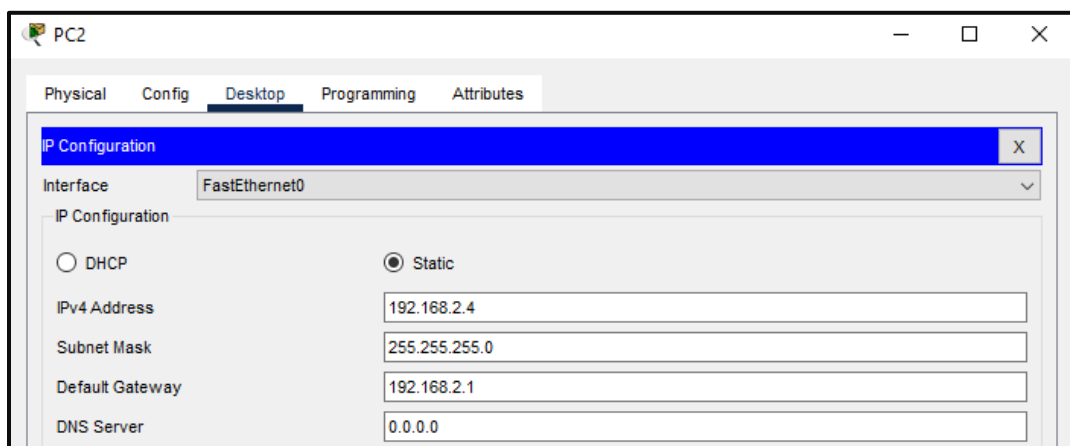 PC2
Physical Config Desktop Programming Attributes
IP Configuration X
Interface FastEthernet0
IP Configuration
DHCP Static
IPv4 Address 192.168.2.4
Subnet Mask 255.255.255.0
Default Gateway 192.168.2.1
DNS Server 0.0.0.0